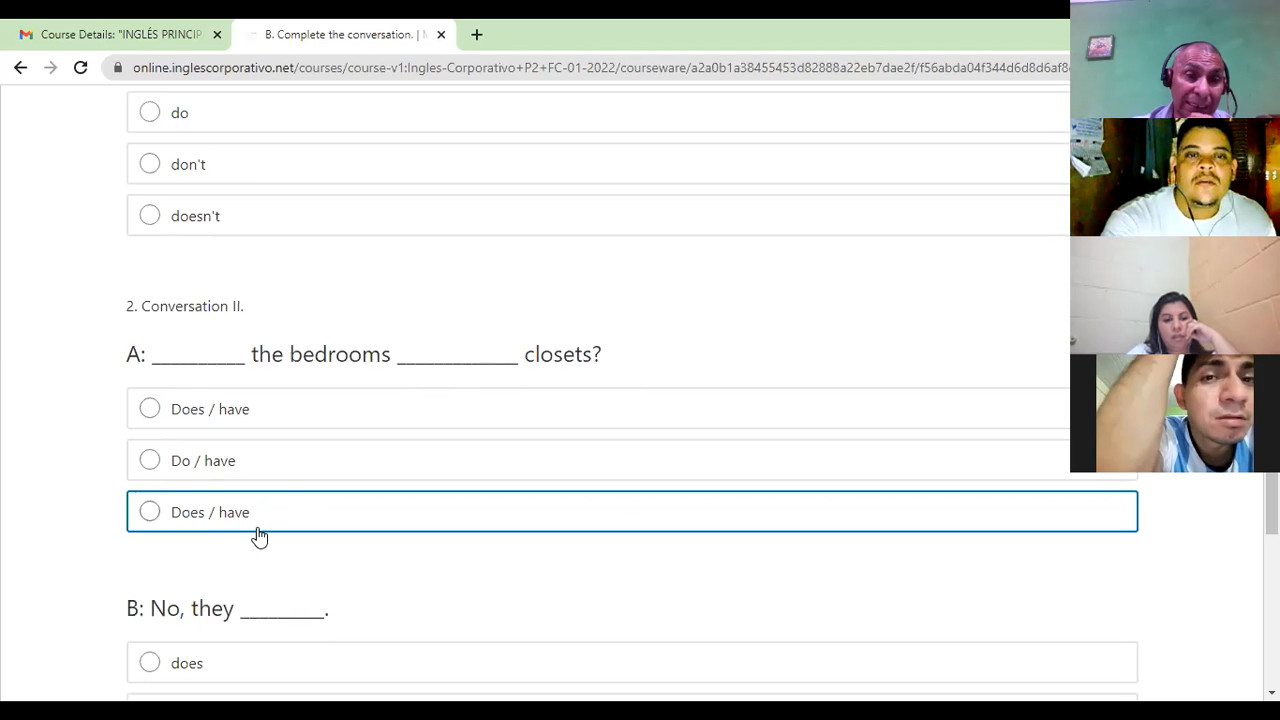 Course Details: "INGLÉS PRINCIP
B. Complete the conversation. | M
online.inglescorporativo.net/courses/course-v1:Ingles-Corporativo+P2+FC-01-2022/courseware/a2a0b1a38455453d82888a22eb7dae2f/f56abda04f344d6d8d6af8
do
don't
doesn't
2. Conversation II.
A: __________ the bedrooms _____________ closets?
Does / have
Do / have
Does / have
B: No, they _________.
does